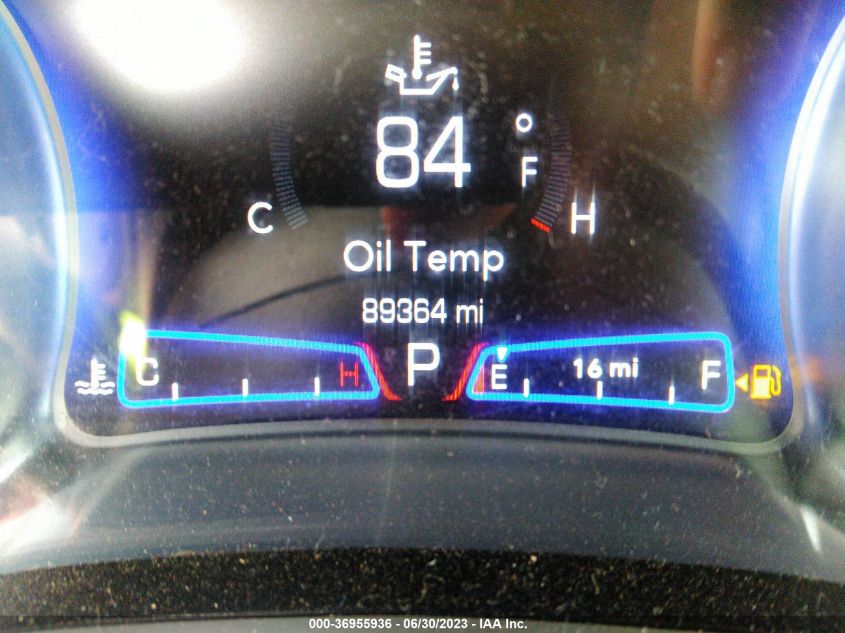 84 ° F
C H
Oil Temp
89364 mi
C H P E 16 mi F
000-36955936 - 06/30/2023 - IAA Inc.